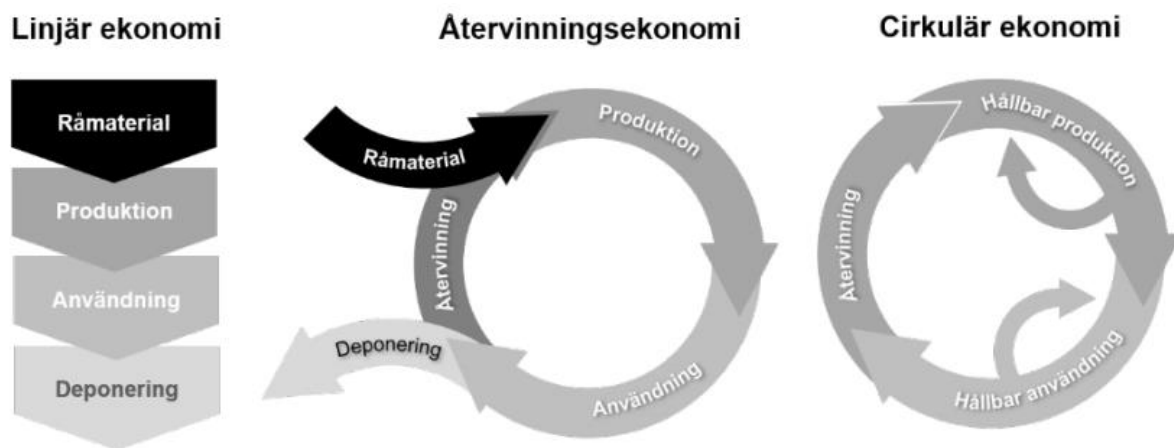 Linjär ekonomi
Råmaterial
Produktion
Användning
Deponering
Återvinningsekonomi
Råmaterial
Produktion
Återvinning
Deponering
Användning
Cirkulär ekonomi
Hållbar produktion
Återvinning
Hållbar användning